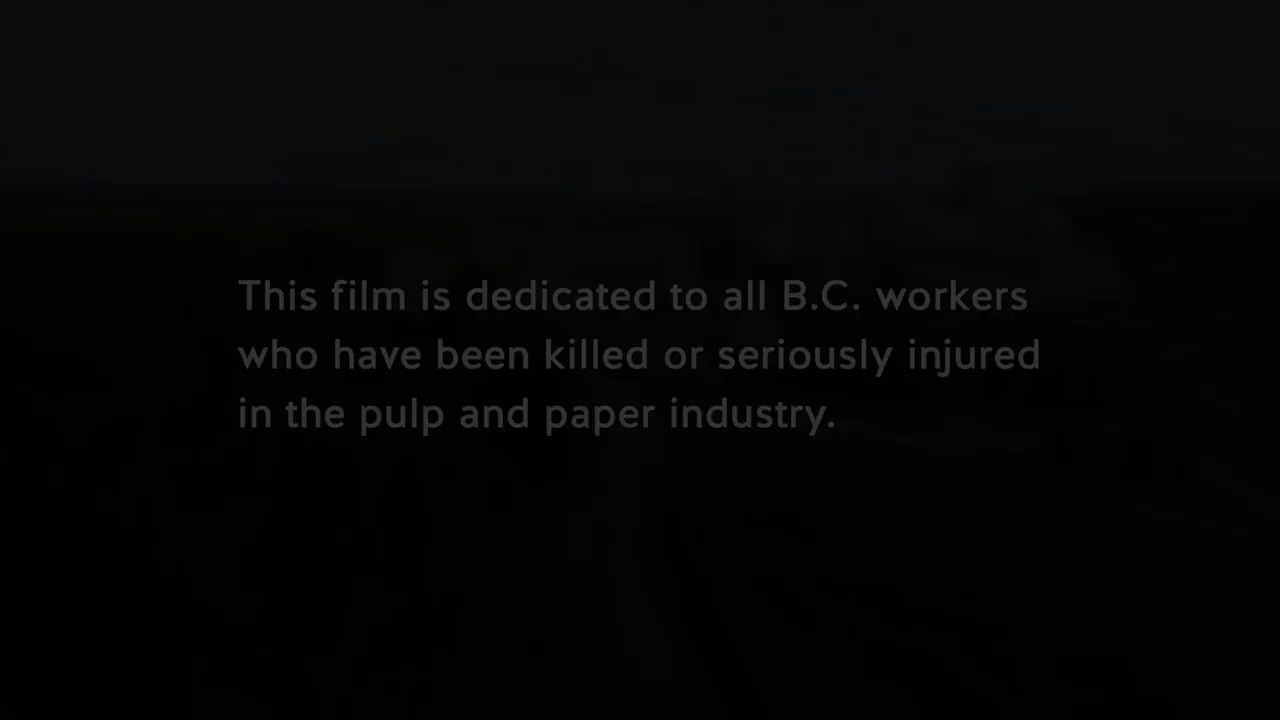 This film is dedicated to all B.C. workers
who have been killed or seriously injured
in the pulp and paper industry.